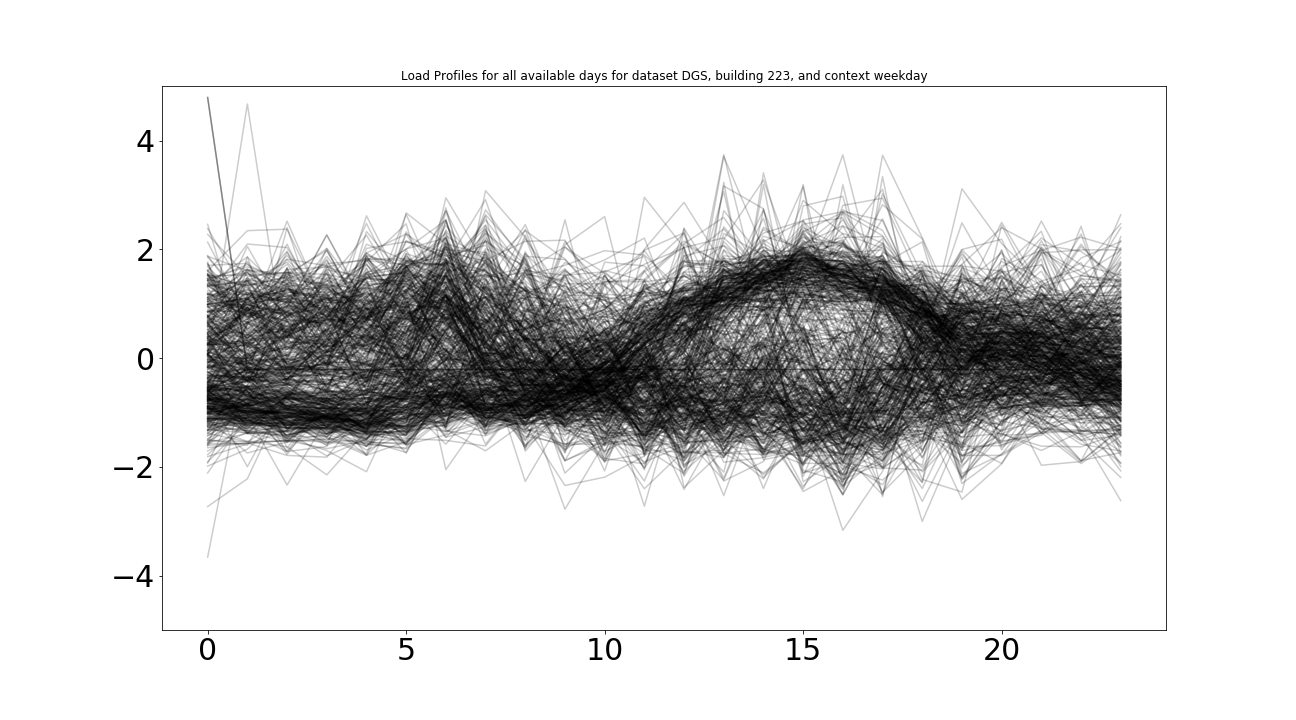 Load Profiles for all available days for dataset DGS, building 223, and context weekday
4
2
0
−2
−4
0 5 10 15 20